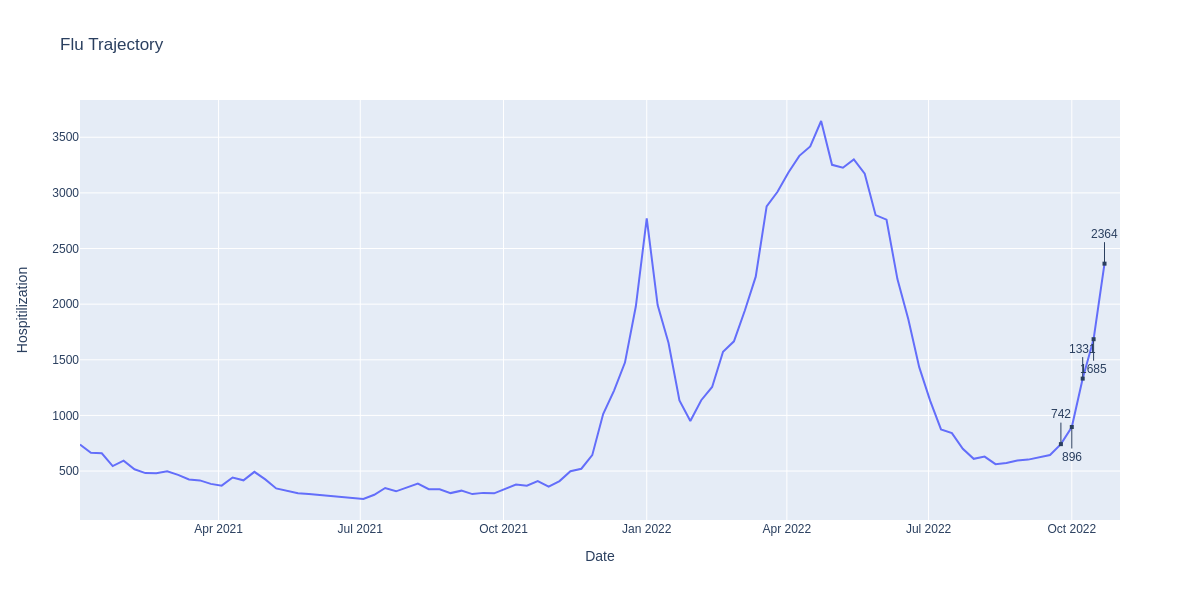 Flu Trajectory
Hospitilization
3500
3000
2500
2000
1500
1000
500
2364
1331
1685
742
896
Apr 2021
Jul 2021
Oct 2021
Jan 2022
Apr 2022
Jul 2022
Oct 2022
Date